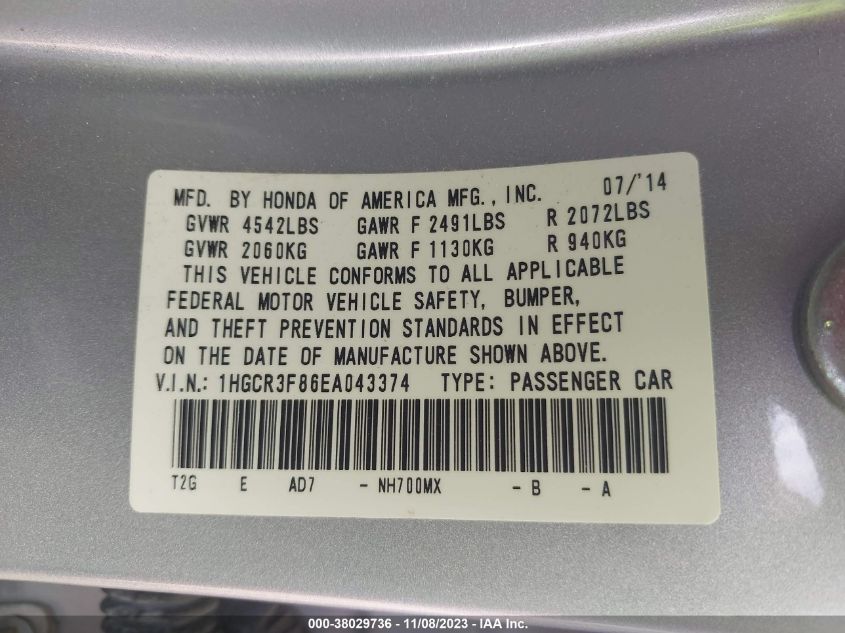 MFD. BY HONDA OF AMERICA MFG., INC. 07/'14
GVWR 4542LBS GAWR F 2491LBS R 2072LBS
GVWR 2060KG GAWR F 1130KG R 940KG
THIS VEHICLE CONFORMS TO ALL APPLICABLE
FEDERAL MOTOR VEHICLE SAFETY, BUMPER,
AND THEFT PREVENTION STANDARDS IN EFFECT
ON THE DATE OF MANUFACTURE SHOWN ABOVE.
V.I.N.: 1HGCR3F86EA043374 TYPE: PASSENGER CAR
T2G E AD7 - NH700MX - B - A
000-38029736 - 11/08/2023 - IAA Inc.